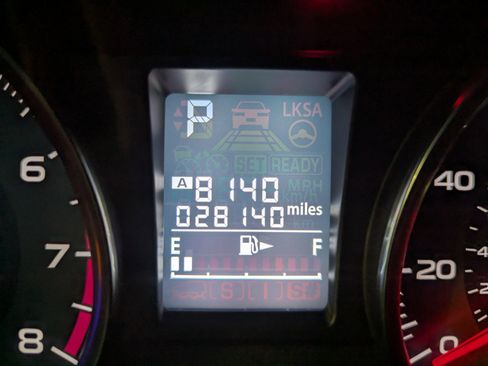 P
LKSA
SET READY
A 8140 MPH
028140 miles
E F
S I S#
6
7
8
40
20
0